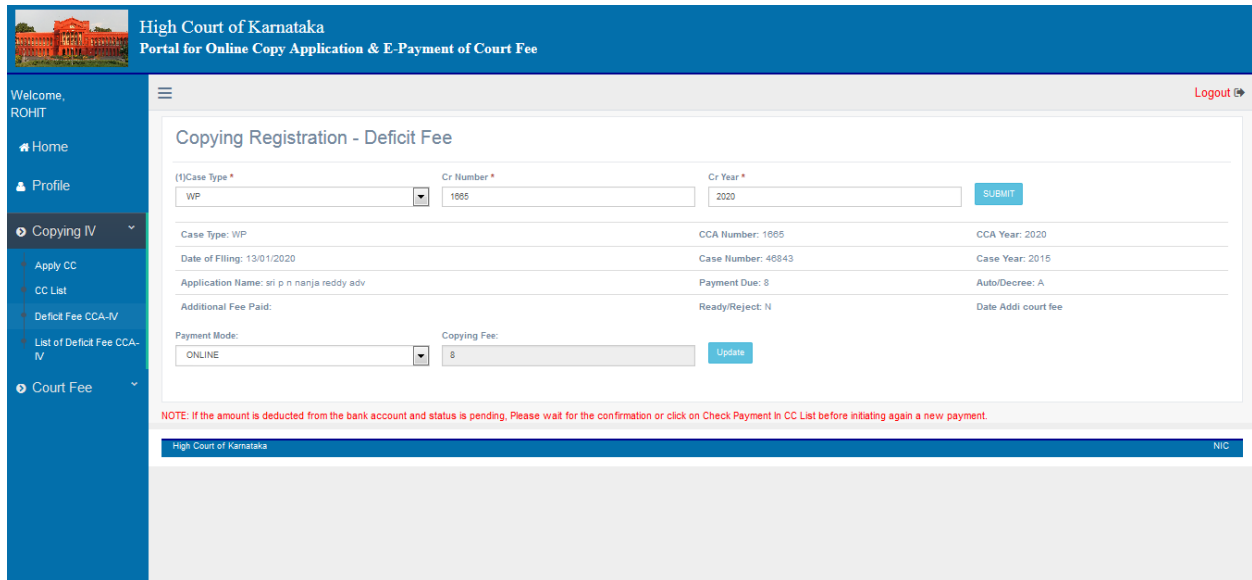 High Court of Karnataka
Portal for Online Copy Application & E-Payment of Court Fee
Welcome,
ROHIT
Logout
Home
Profile
Copying IV
Apply CC
CC List
Deficit Fee CCA-IV
List of Deficit Fee CCA-
IV
Court Fee
Copying Registration - Deficit Fee
(1)Case Type * Cr Number * Cr Year *
WP 1665 2020 SUBMIT
Case Type: WP CCA Number: 1665 CCA Year: 2020
Date of Filing: 13/01/2020 Case Number: 46843 Case Year: 2015
Application Name: sri p n nanja reddy adv Payment Due: 8 Auto/Decree: A
Additional Fee Paid: Ready/Reject: N Date Addi court fee
Payment Mode: Copying Fee:
ONLINE 8 Update
NOTE: If the amount is deducted from the bank account and status is pending, Please wait for the confirmation or click on Check Payment In CC List before initiating again a new payment.
High Court of Karnataka NIC